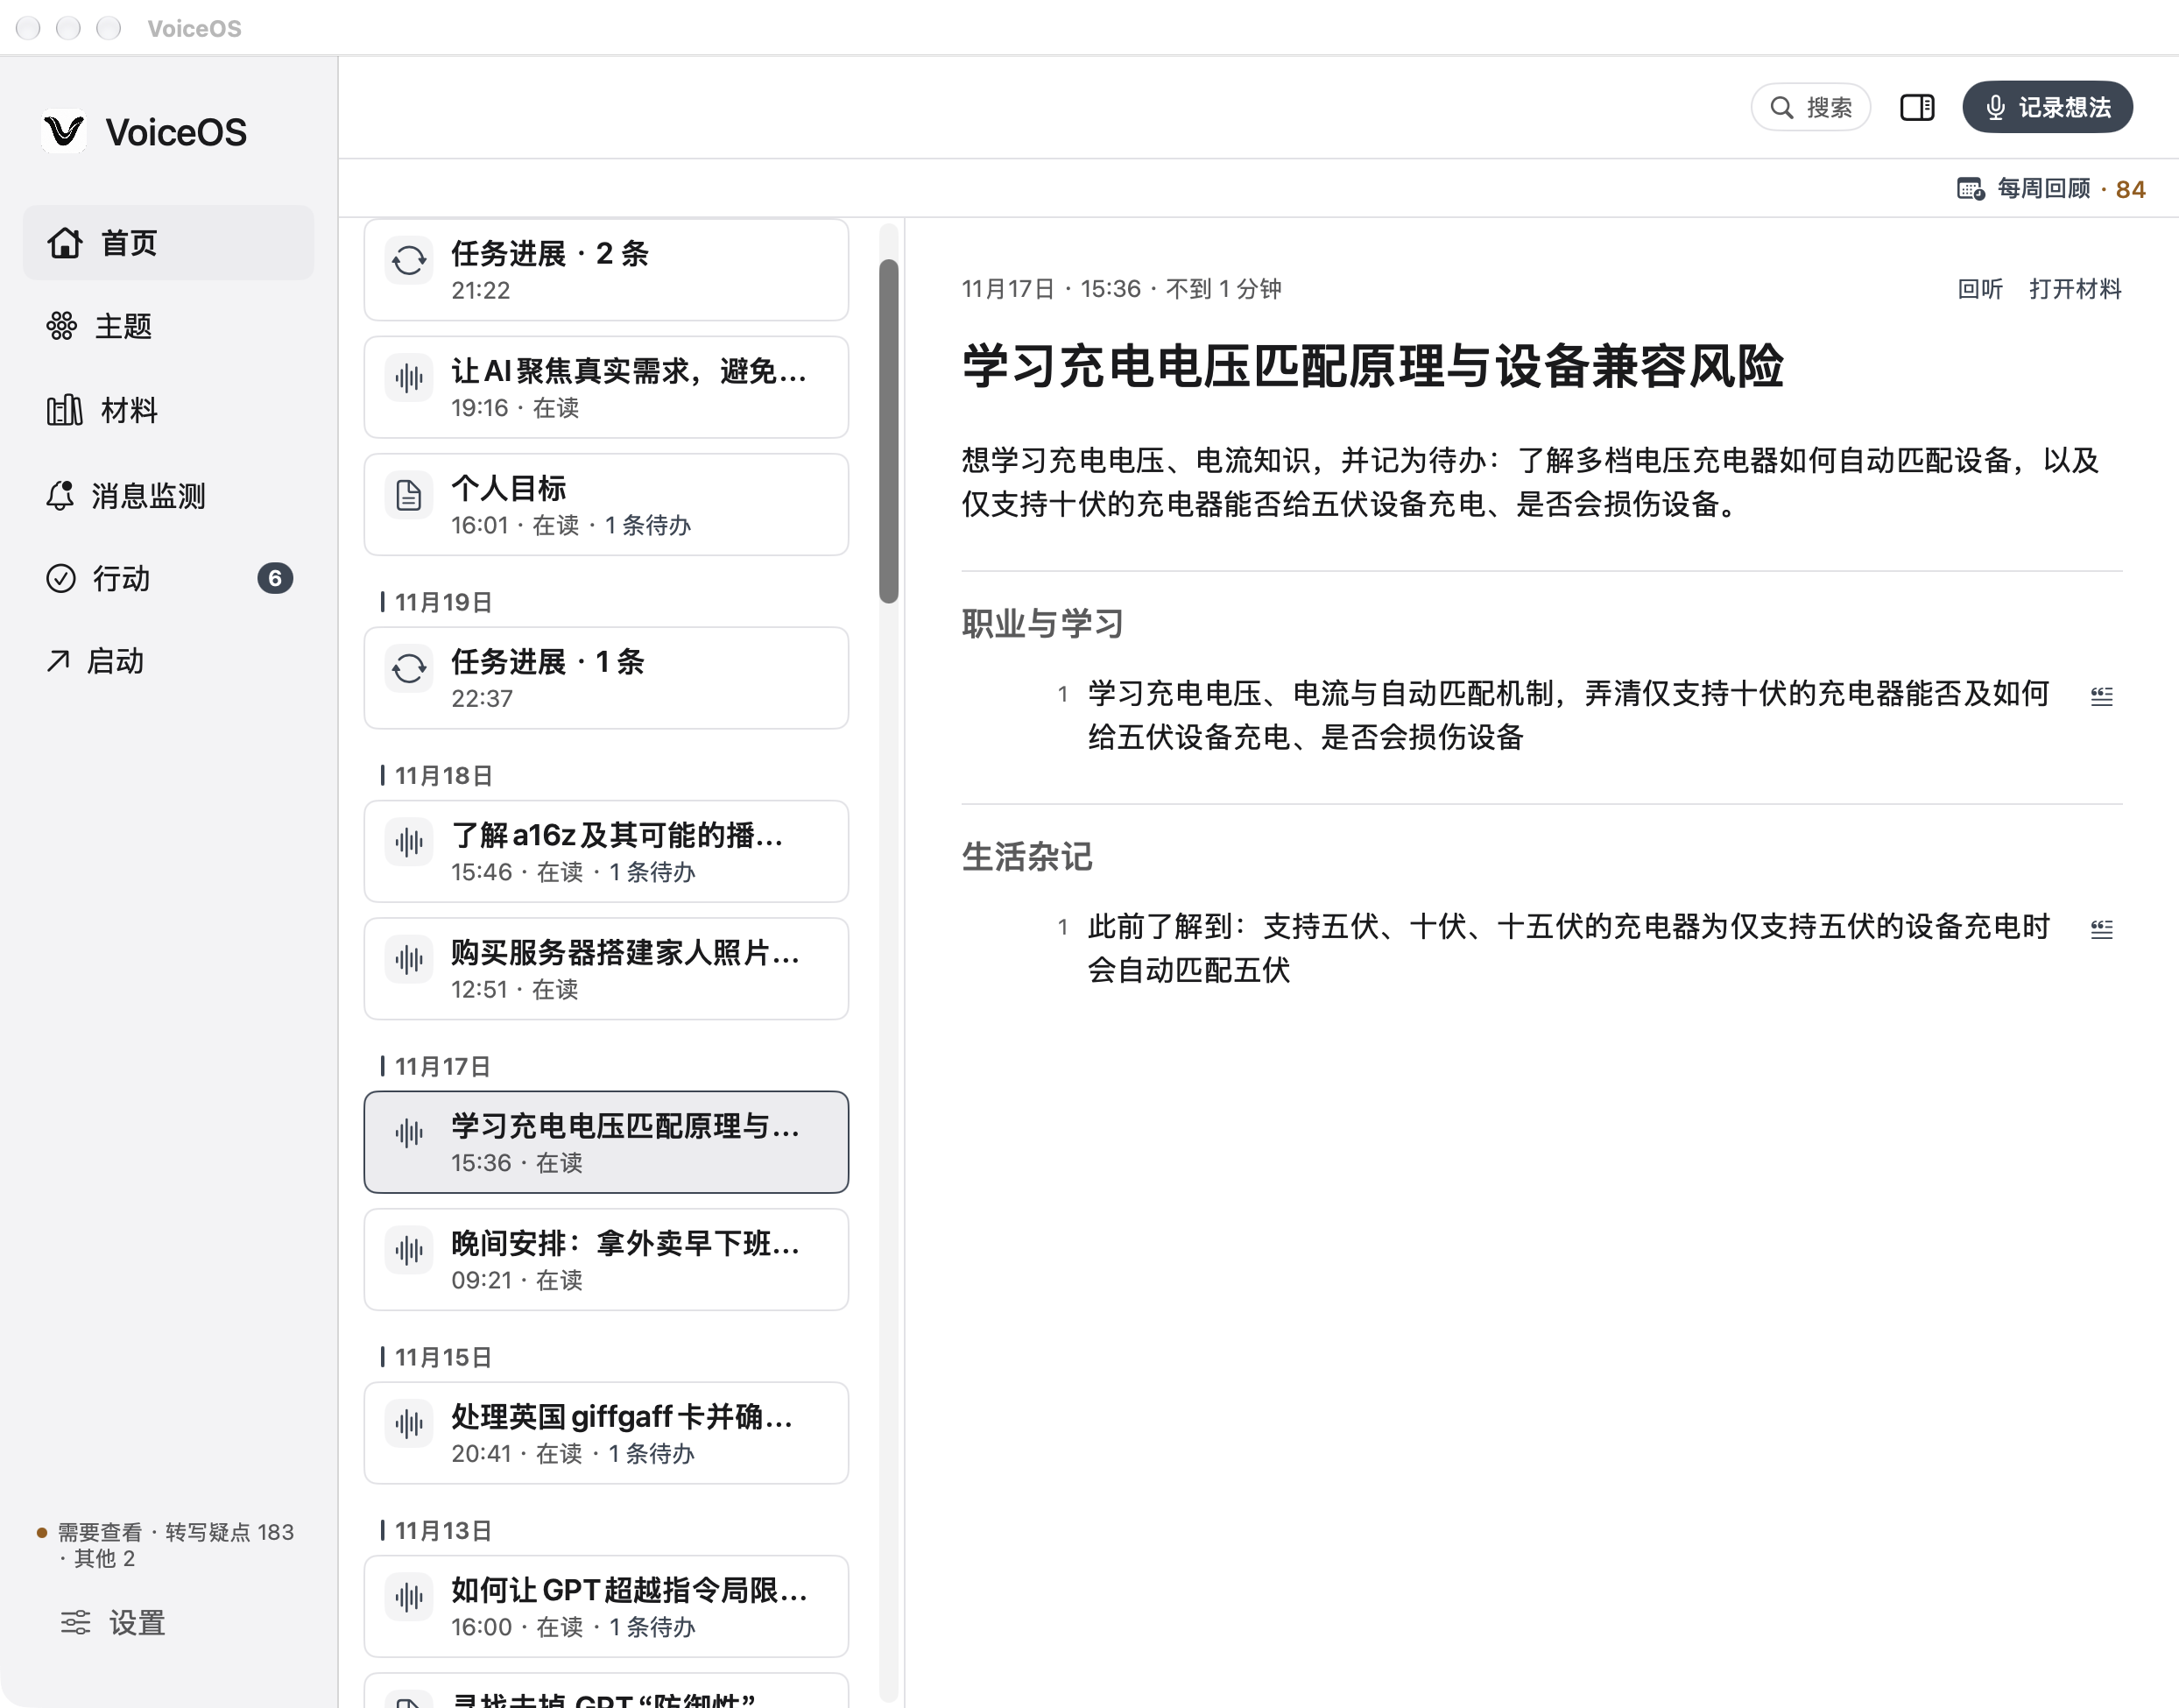 VoiceOS
VoiceOS
首页
主题
材料
消息监测
行动
6
启动
需要查看 · 转写疑点 183
· 其他 2
设置
搜索
记录想法
每周回顾 · 84
任务进展 · 2 条
21:22
让 AI 聚焦真实需求，避免...
19:16 · 在读
个人目标
16:01 · 在读 · 1 条待办
11月19日
任务进展 · 1 条
22:37
11月18日
了解 a16z 及其可能的播...
15:46 · 在读 · 1 条待办
购买服务器搭建家人照片...
12:51 · 在读
11月17日
学习充电电压匹配原理与...
15:36 · 在读
晚间安排：拿外卖早下班...
09:21 · 在读
11月15日
处理英国 giffgaff 卡并确...
20:41 · 在读 · 1 条待办
11月13日
如何让 GPT 超越指令局限...
16:00 · 在读 · 1 条待办
寻找去掉 GPT “防御性”
11月17日 · 15:36 · 不到 1 分钟
回听 打开材料
学习充电电压匹配原理与设备兼容风险
想学习充电电压、电流知识，并记为待办：了解多档电压充电器如何自动匹配设备，以及
仅支持十伏的充电器能否给五伏设备充电、是否会损伤设备。
职业与学习
1 学习充电电压、电流与自动匹配机制，弄清仅支持十伏的充电器能否及如何
给五伏设备充电、是否会损伤设备
生活杂记
1 此前了解到：支持五伏、十伏、十五伏的充电器为仅支持五伏的设备充电时
会自动匹配五伏